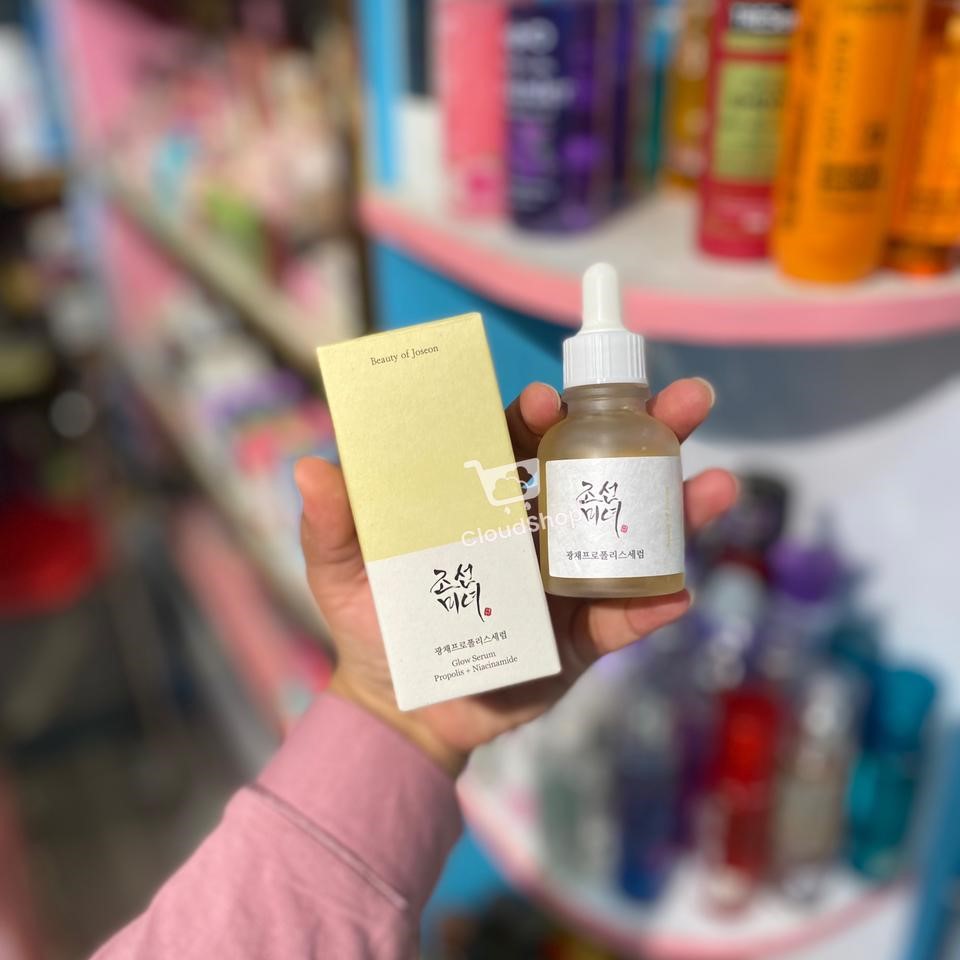 Beauty of Joseon
조선
미녀
광채프로폴리스세럼
Glow Serum
Propolis + Niacinamide
조선
미녀
광채프로폴리스세럼
CloudShop